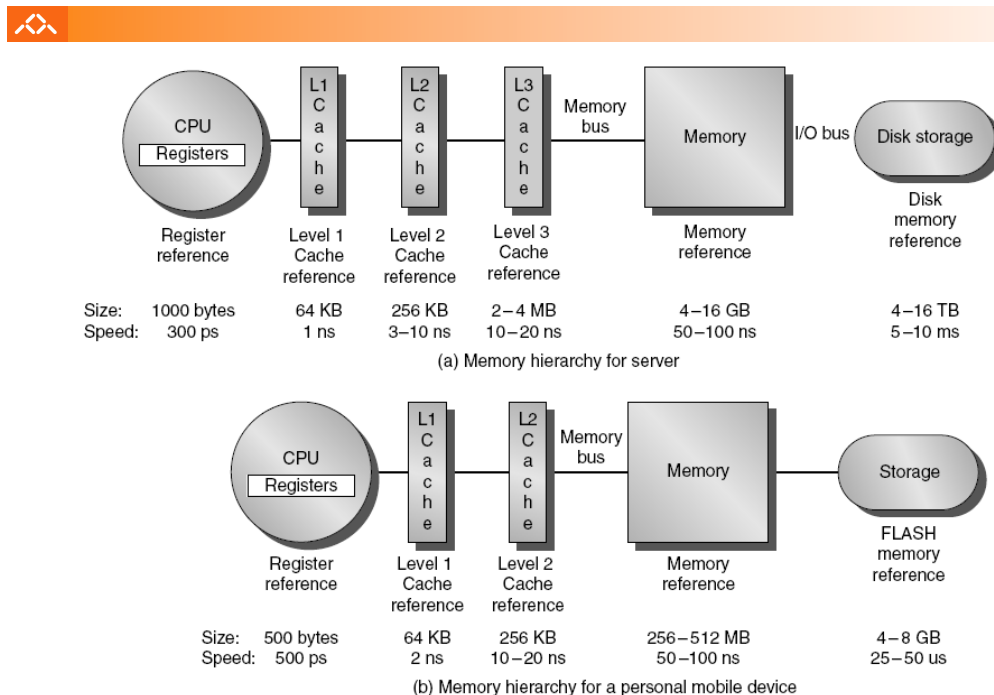 CPU
Registers
L1
C
a
c
h
e
L2
C
a
c
h
e
L3
C
a
c
h
e
Memory
bus
Memory
I/O bus
Disk storage
Register
reference
Level 1
Cache
reference
Level 2
Cache
reference
Level 3
Cache
reference
Memory
reference
Disk
memory
reference
Size: 1000 bytes 64 KB 256 KB 2–4 MB 4–16 GB 4–16 TB
Speed: 300 ps 1 ns 3–10 ns 10–20 ns 50–100 ns 5–10 ms
(a) Memory hierarchy for server
CPU
Registers
L1
C
a
c
h
e
L2
C
a
c
h
e
Memory
bus
Memory
Storage
Register
reference
Level 1
Cache
reference
Level 2
Cache
reference
Memory
reference
FLASH
memory
reference
Size: 500 bytes 64 KB 256 KB 256–512 MB 4–8 GB
Speed: 500 ps 2 ns 10–20 ns 50–100 ns 25–50 us
(b) Memory hierarchy for a personal mobile device